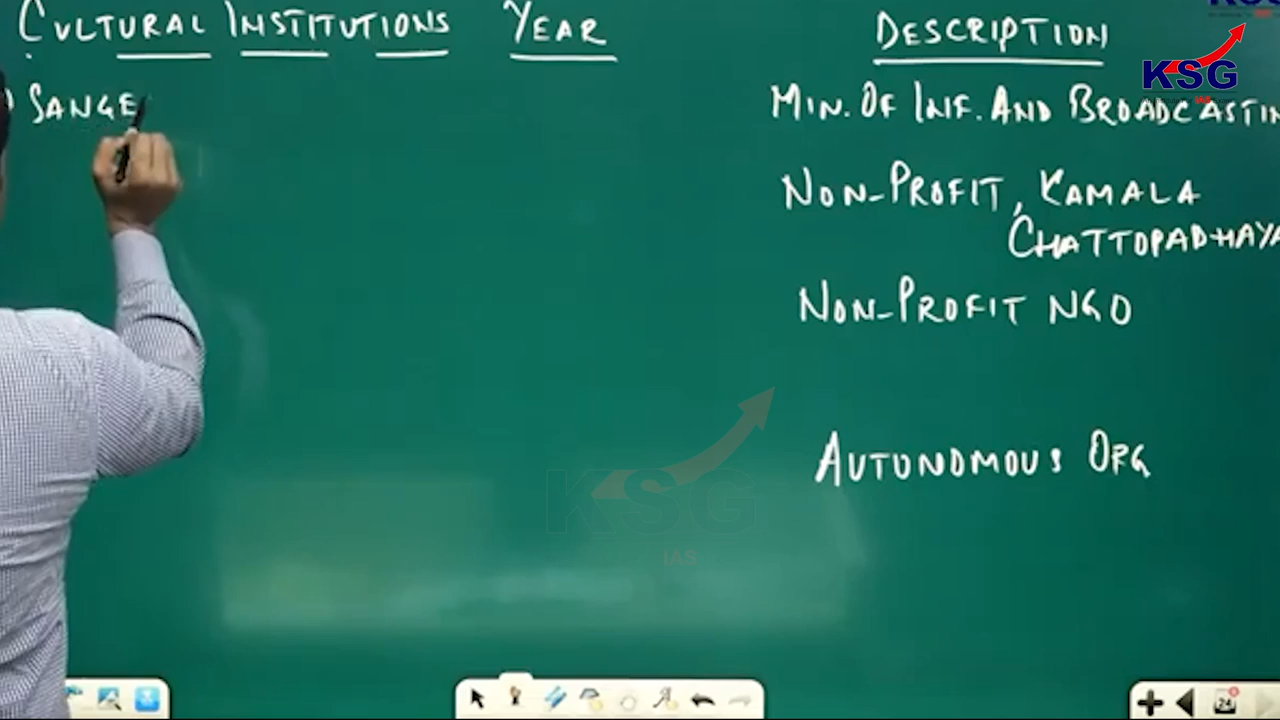 CULTURAL INSTITUTIONS YEAR DESCRIPTION
KSG
SANGE MIN. OF INF. AND BROADCASTIN
NON-PROFIT, KAMALA
CHATTOPADHAYA
NON-PROFIT NGO
AUTONOMOUS ORG
KSG
IAS
24